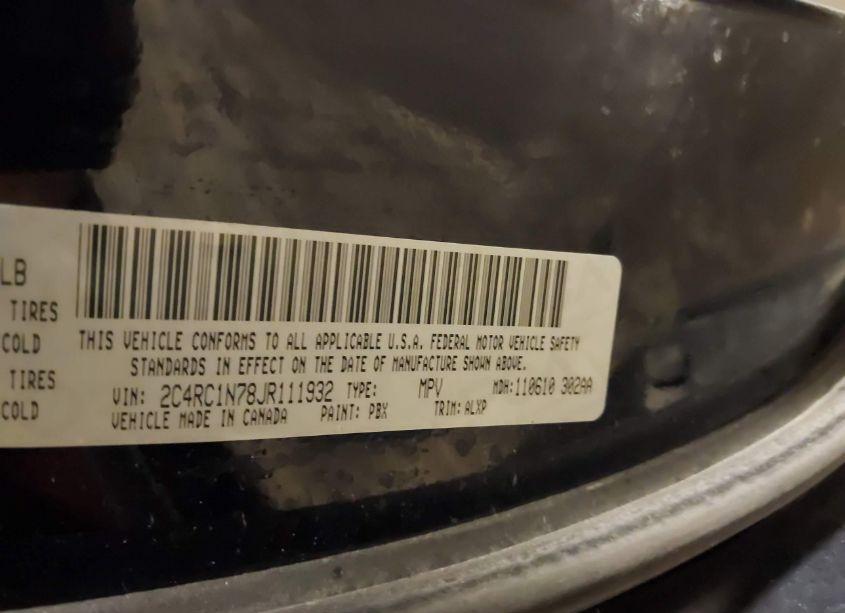 LB
TIRES
COLD
TIRES
COLD
THIS VEHICLE CONFORMS TO ALL APPLICABLE U.S.A. FEDERAL MOTOR VEHICLE SAFETY
STANDARDS IN EFFECT ON THE DATE OF MANUFACTURE SHOWN ABOVE.
VIN: 2C4RC1N78JR111932 TYPE: MPV MDH:110610 302AA
VEHICLE MADE IN CANADA PAINT: PBX TRIM:ALXP